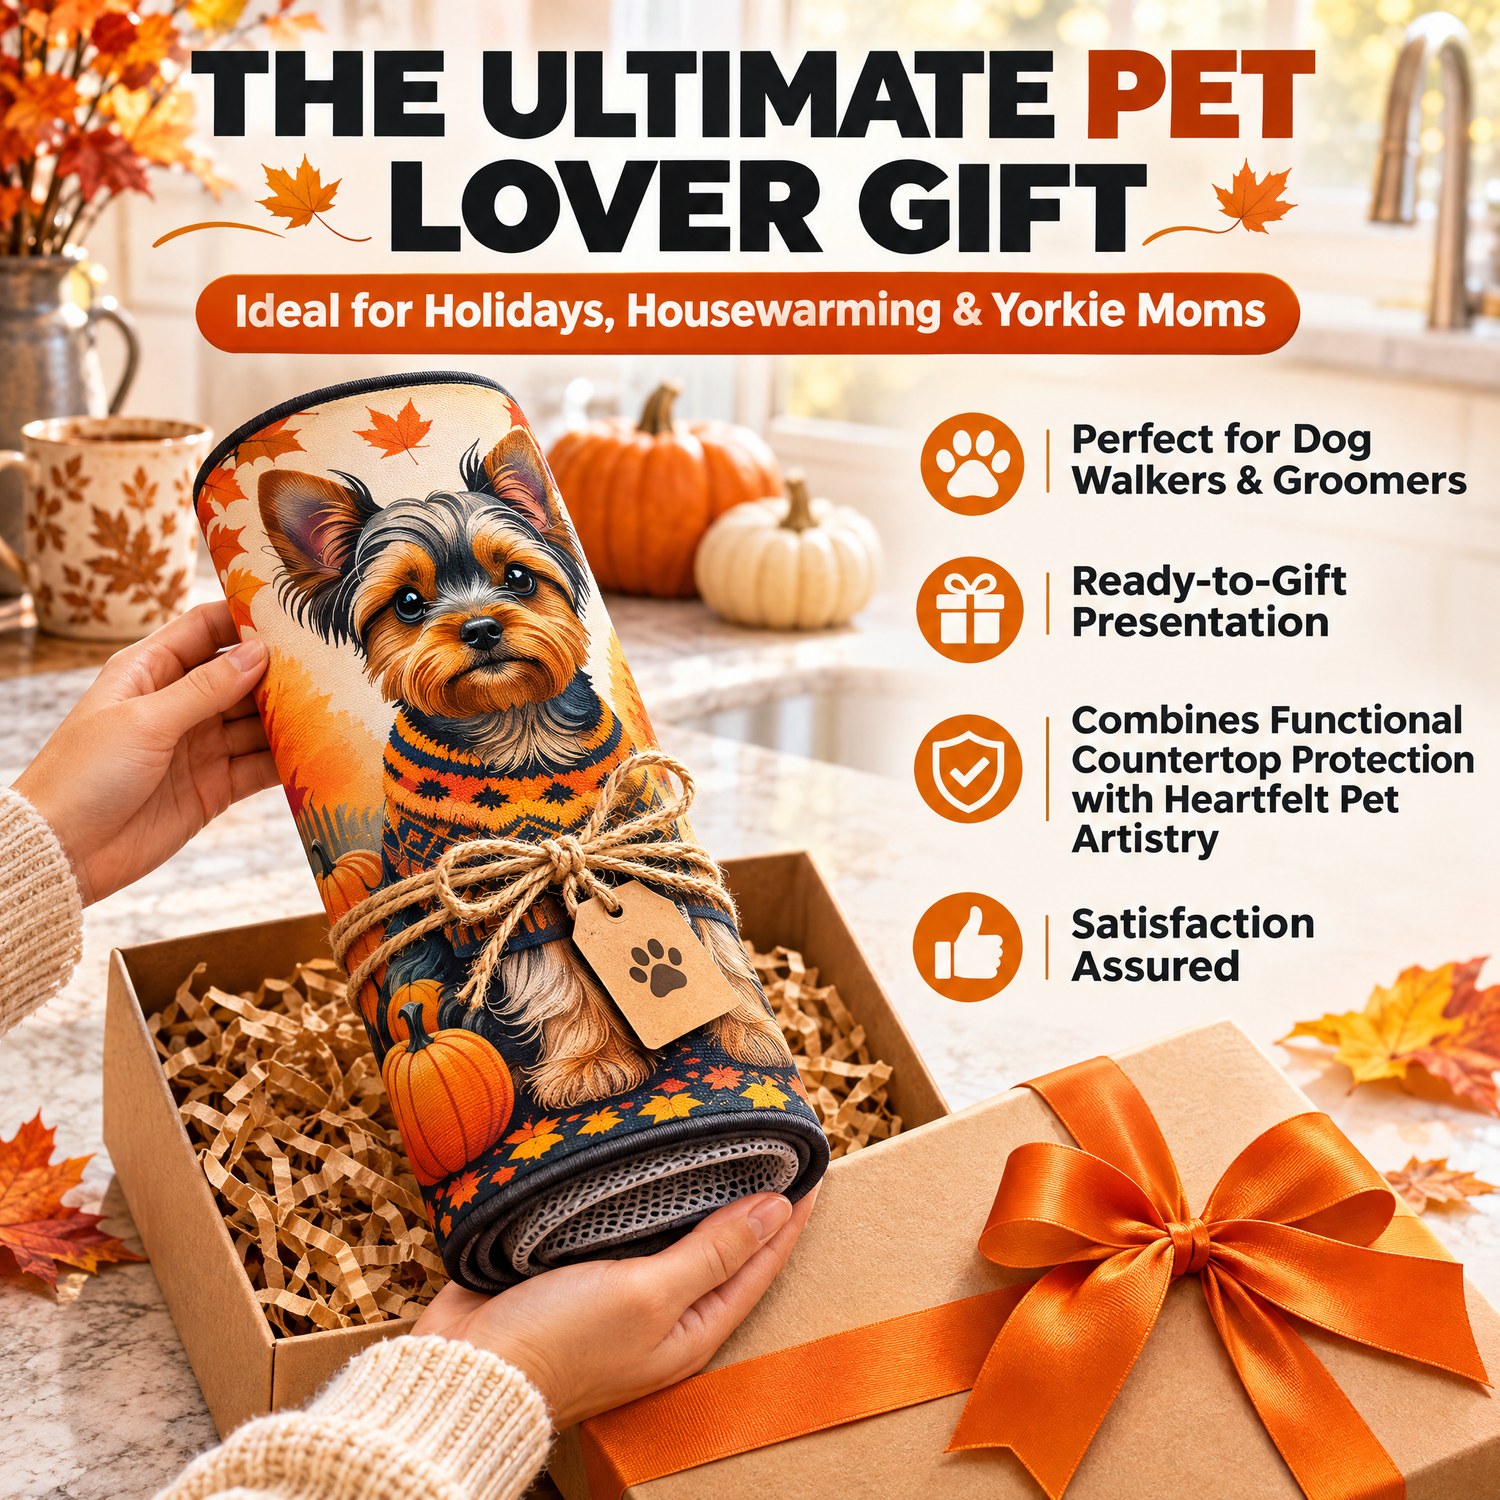 THE ULTIMATE PET
LOVER GIFT
Ideal for Holidays, Housewarming & Yorkie Moms
Perfect for Dog
Walkers & Groomers
Ready-to-Gift
Presentation
Combines Functional
Countertop Protection
with Heartfelt Pet
Artistry
Satisfaction
Assured